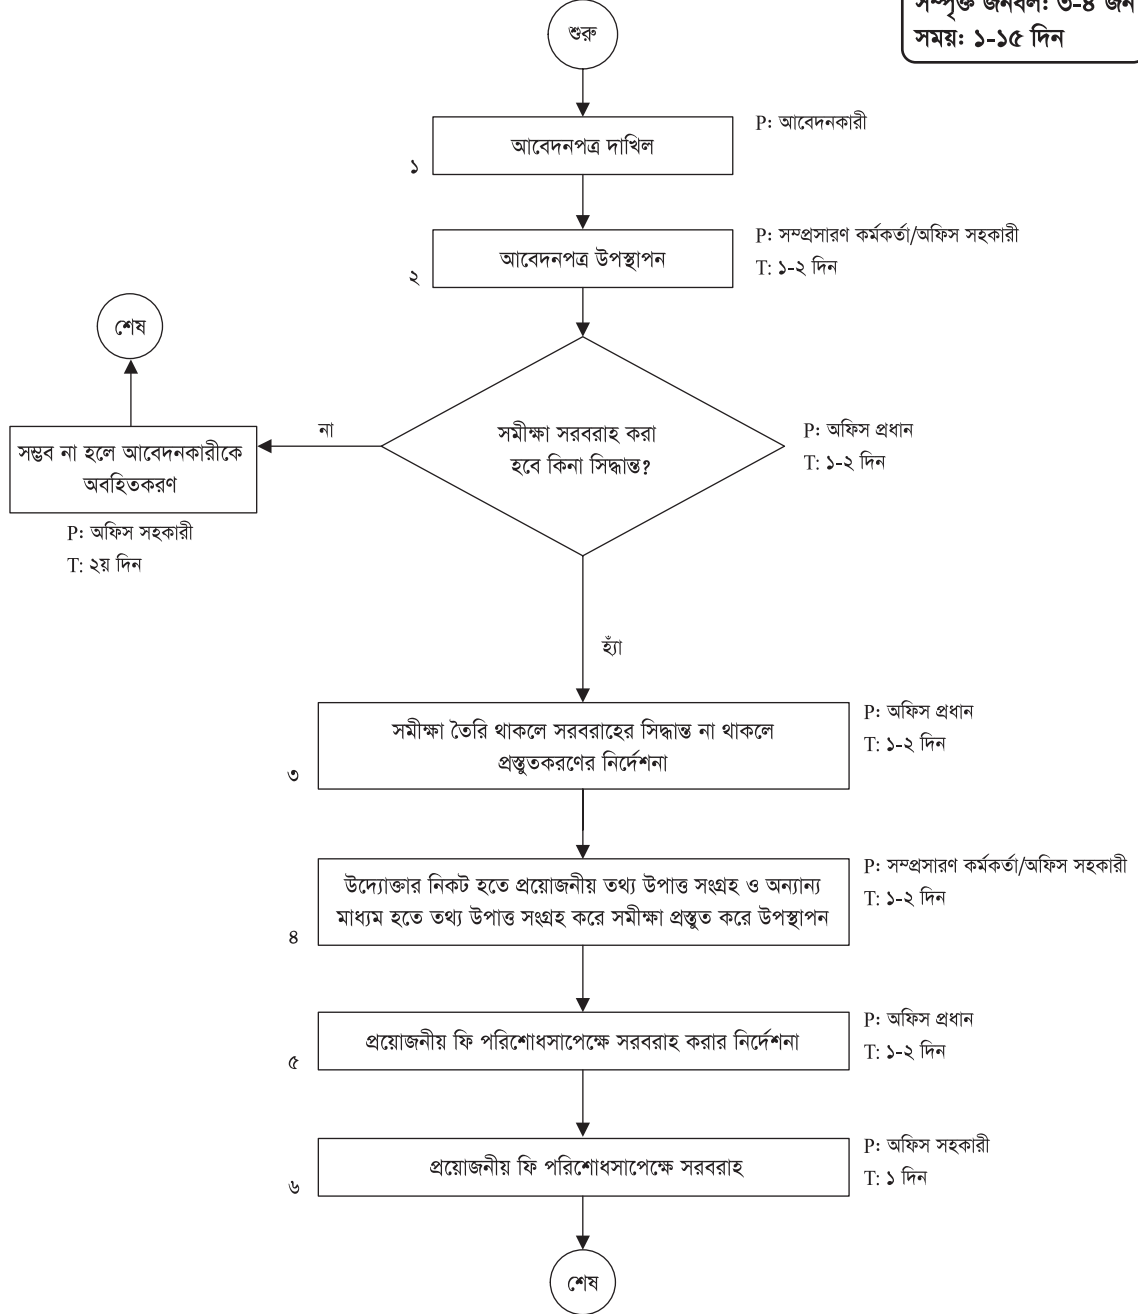 সম্পৃক্ত জনবল: ৩-৪ জন
সময়: ১-১৫ দিন
শুরু
আবেদনপত্র দাখিল
P: আবেদনকারী
১
আবেদনপত্র উপস্থাপন
P: সম্প্রসারণ কর্মকর্তা/অফিস সহকারী
T: ১-২ দিন
২
শেষ
না
সমীক্ষা সরবরাহ করা
হবে কিনা সিদ্ধান্ত?
P: অফিস প্রধান
T: ১-২ দিন
সম্ভব না হলে আবেদনকারীকে
অবহিতকরণ
P: অফিস সহকারী
T: ২য় দিন
হ্যাঁ
সমীক্ষা তৈরি থাকলে সরবরাহের সিদ্ধান্ত না থাকলে
প্রস্তুতকরণের নির্দেশনা
P: অফিস প্রধান
T: ১-২ দিন
৩
উদ্যোক্তার নিকট হতে প্রয়োজনীয় তথ্য উপাত্ত সংগ্রহ ও অন্যান্য
মাধ্যম হতে তথ্য উপাত্ত সংগ্রহ করে সমীক্ষা প্রস্তুত করে উপস্থাপন
P: সম্প্রসারণ কর্মকর্তা/অফিস সহকারী
T: ১-২ দিন
৪
প্রয়োজনীয় ফি পরিশোধসাপেক্ষে সরবরাহ করার নির্দেশনা
P: অফিস প্রধান
T: ১-২ দিন
৫
প্রয়োজনীয় ফি পরিশোধসাপেক্ষে সরবরাহ
P: অফিস সহকারী
T: ১ দিন
৬
শেষ